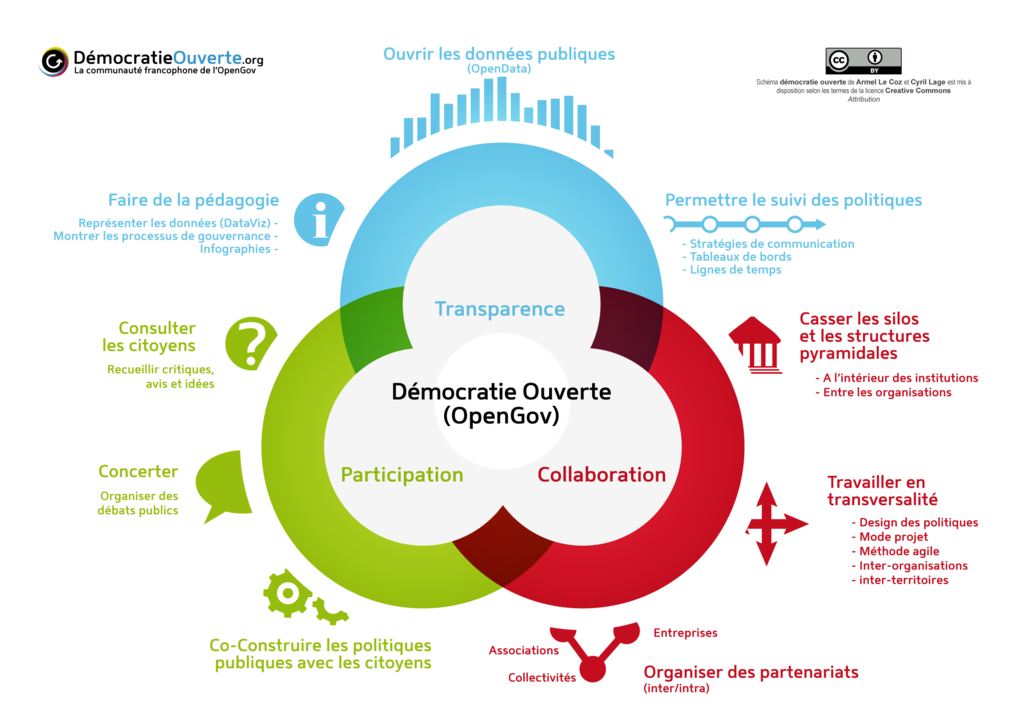 DémocratieOuverte.org
La communauté francophone de l'OpenGov
Ouvrir les données publiques
(OpenData)
cc
BY
Schéma démocratie ouverte de Armel Le Coz et Cyril Lage est mis à
disposition selon les termes de la licence Creative Commons
Attribution
Faire de la pédagogie
Représenter les données (DataViz) -
Montrer les processus de gouvernance -
Infographies -
i
Permettre le suivi des politiques
- Stratégies de communication
- Tableaux de bords
- Lignes de temps
Transparence
Consulter
les citoyens
Recueillir critiques,
avis et idées
?
Casser les silos
et les structures
pyramidales
- A l'intérieur des institutions
- Entre les organisations
Démocratie Ouverte
(OpenGov)
Participation
Collaboration
Concerter
Organiser des
débats publics
Travailler en
transversalité
- Design des politiques
- Mode projet
- Méthode agile
- Inter-organisations
- inter-territoires
Co-Construire les politiques
publiques avec les citoyens
Associations
Entreprises
Collectivités
Organiser des partenariats
(inter/intra)